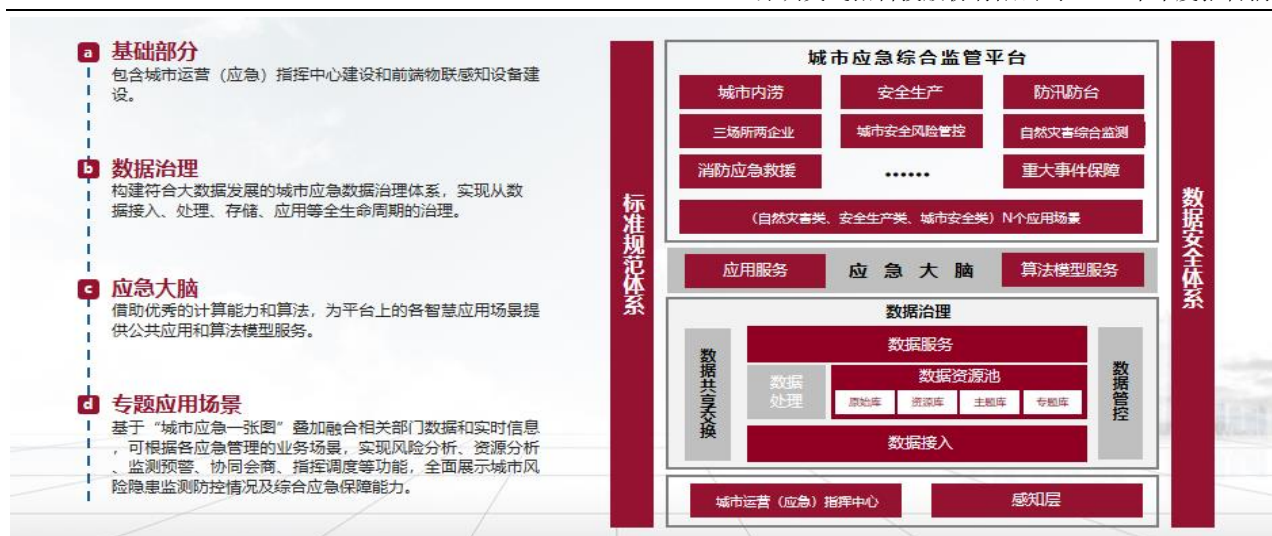 a 基础部分
包含城市运营（应急）指挥中心建设和前端物联感知设备建
设。
b 数据治理
构建符合大数据发展的城市应急数据治理体系，实现从数
据接入、处理、存储、应用等全生命周期的治理。
c 应急大脑
借助优秀的计算能力和算法，为平台上的各智慧应用场景提
供公共应用和算法模型服务。
d 专题应用场景
基于“城市应急一张图”叠加融合相关部门数据和实时信息
，可根据各应急管理的业务场景，实现风险分析、资源分析
、监测预警、协同会商、指挥调度等功能，全面展示城市风
险隐患监测防控情况及综合应急保障能力。
标准规范体系
城市应急综合监管平台
城市内涝 安全生产 防汛防台
三场所两企业 城市安全风险管控 自然灾害综合监测
消防应急救援 ...... 重大事件保障
（自然灾害类、安全生产类、城市安全类）N个应用场景
应用服务 应急大脑 算法模型服务
数据治理
数据共享交换
数据服务
数据处理
数据资源池
原始库 资源库 主题库 专题库
数据接入
数据管控
城市运营（应急）指挥中心 感知层
数据安全体系